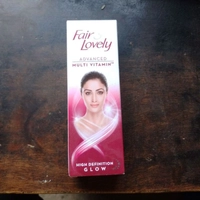 Fair
Lovely
ADVANCED
MULTI VITAMIN
HIGH DEFINITION
GLOW